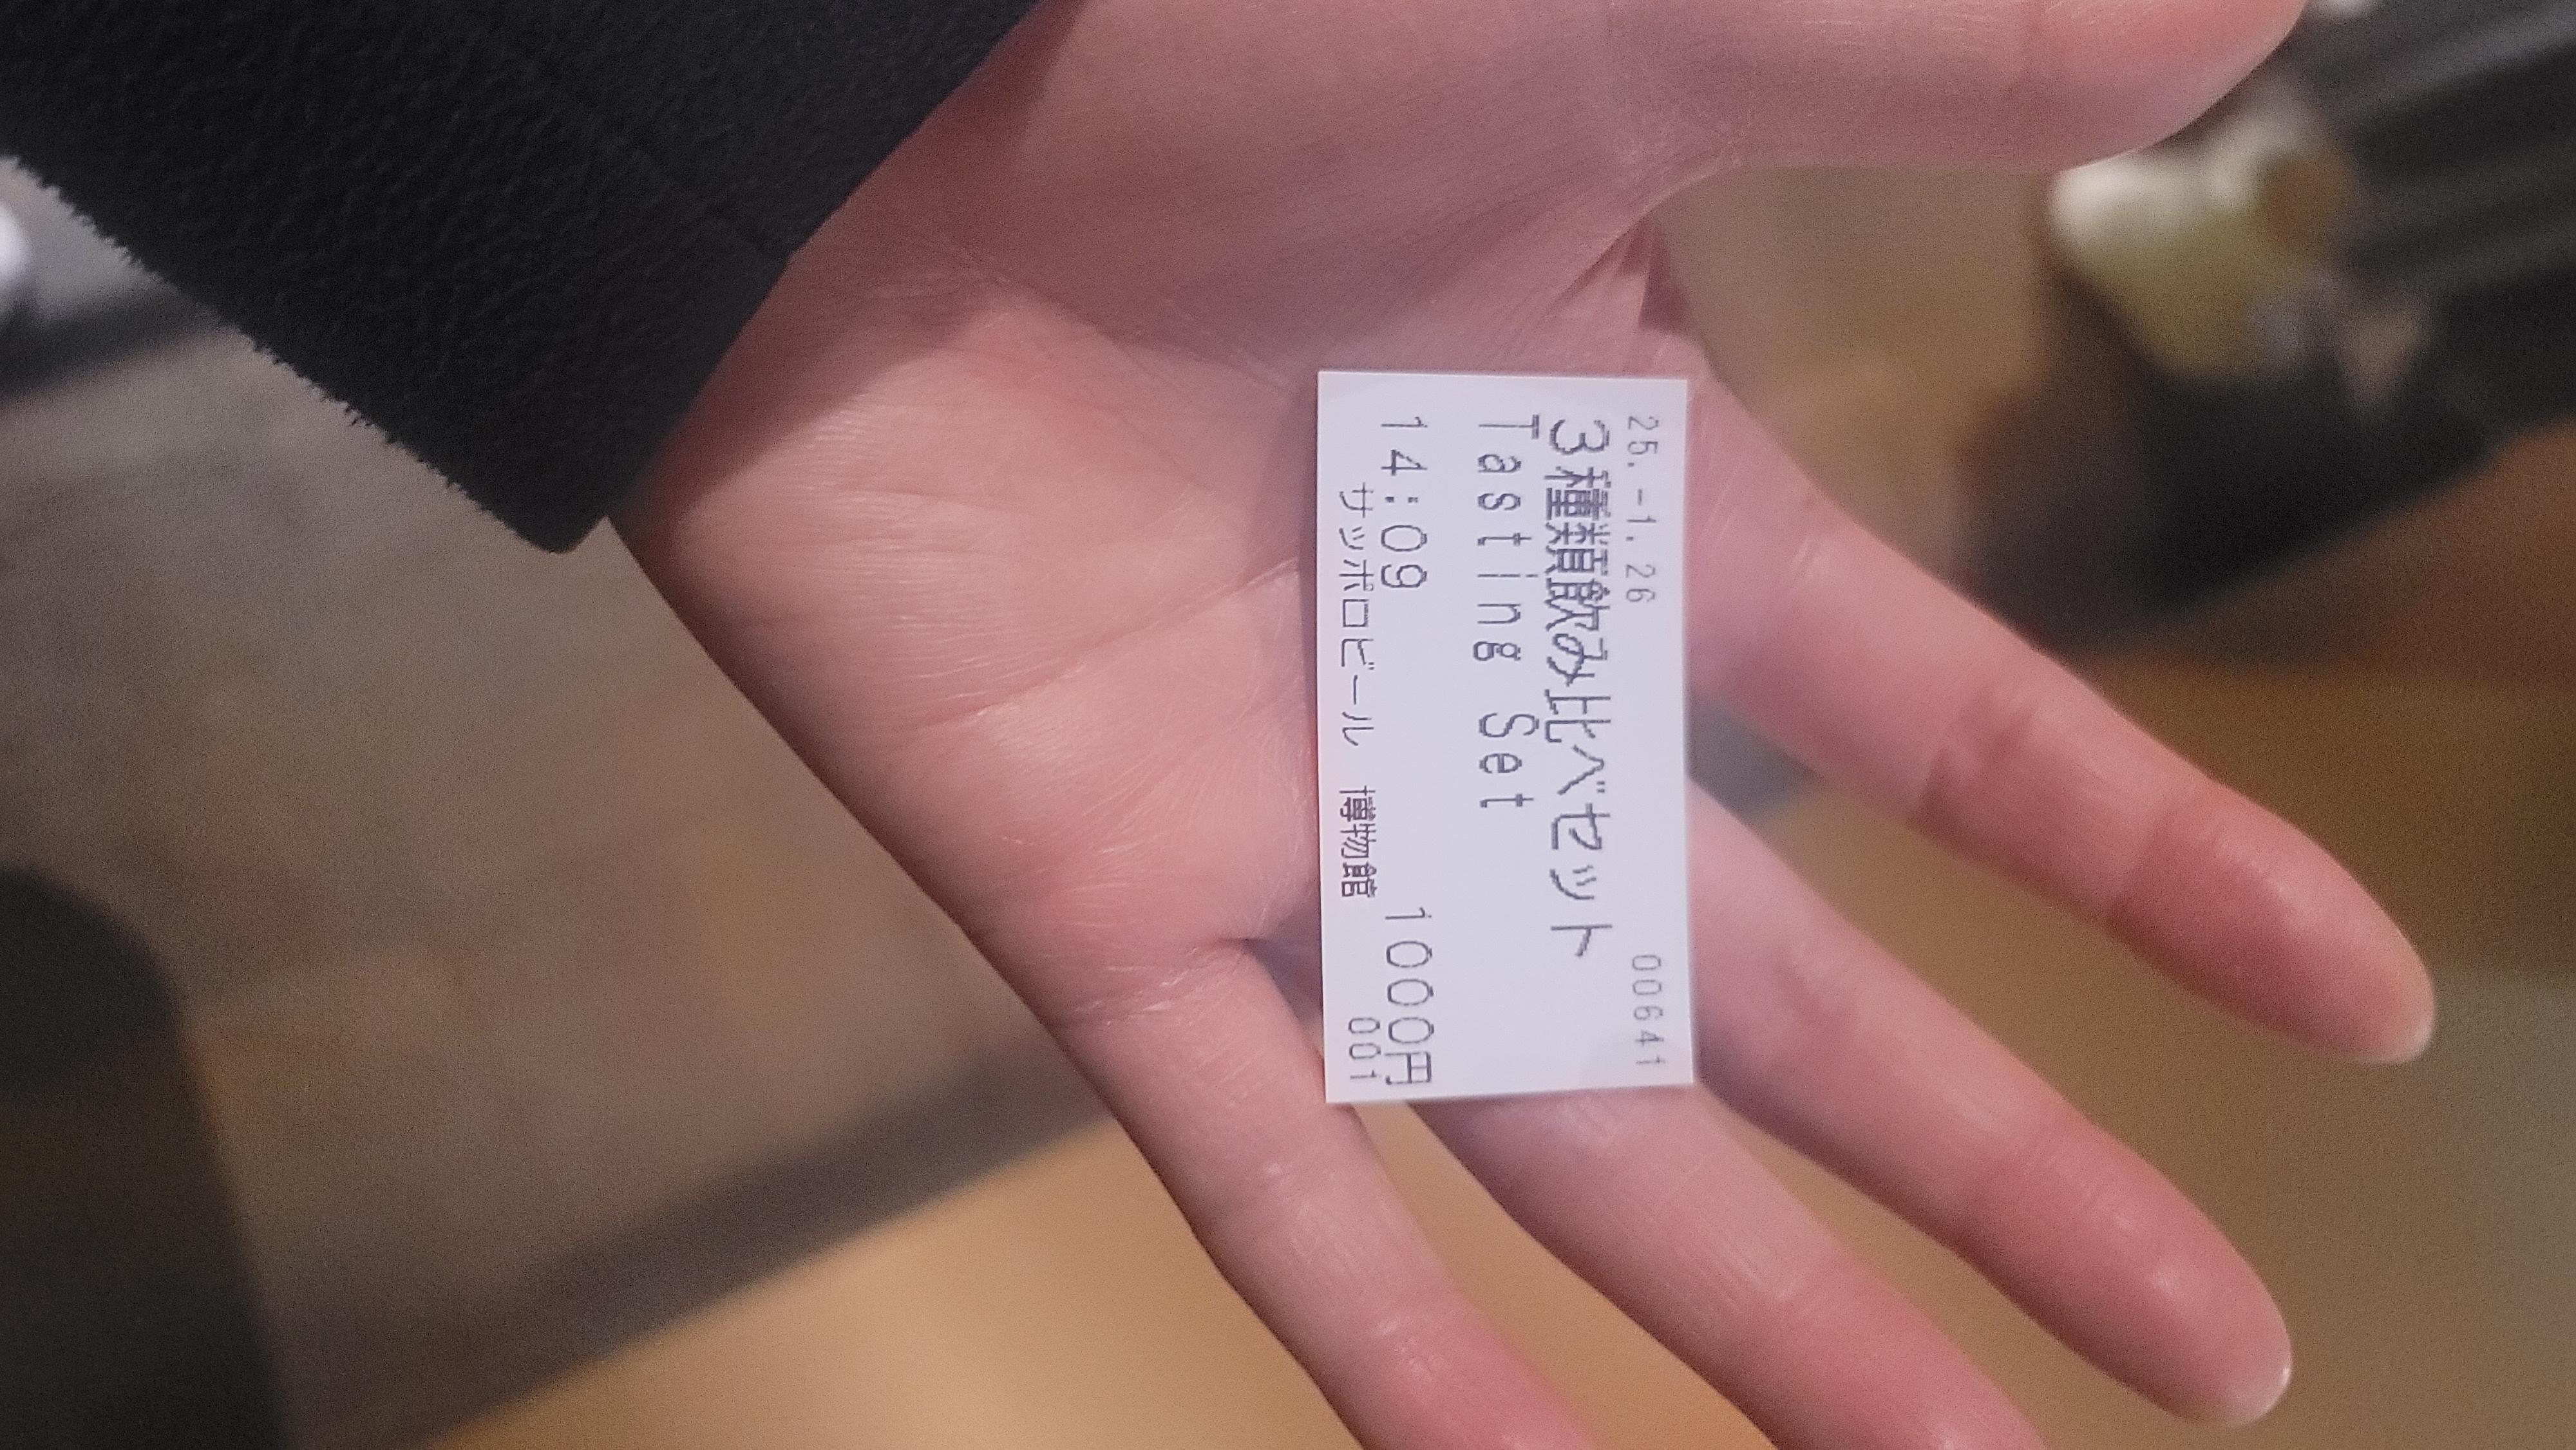 25.-1.26 00641
3種類飲み比べセット
Tasting Set
14:09 1000円
サッポロビール 博物館 001